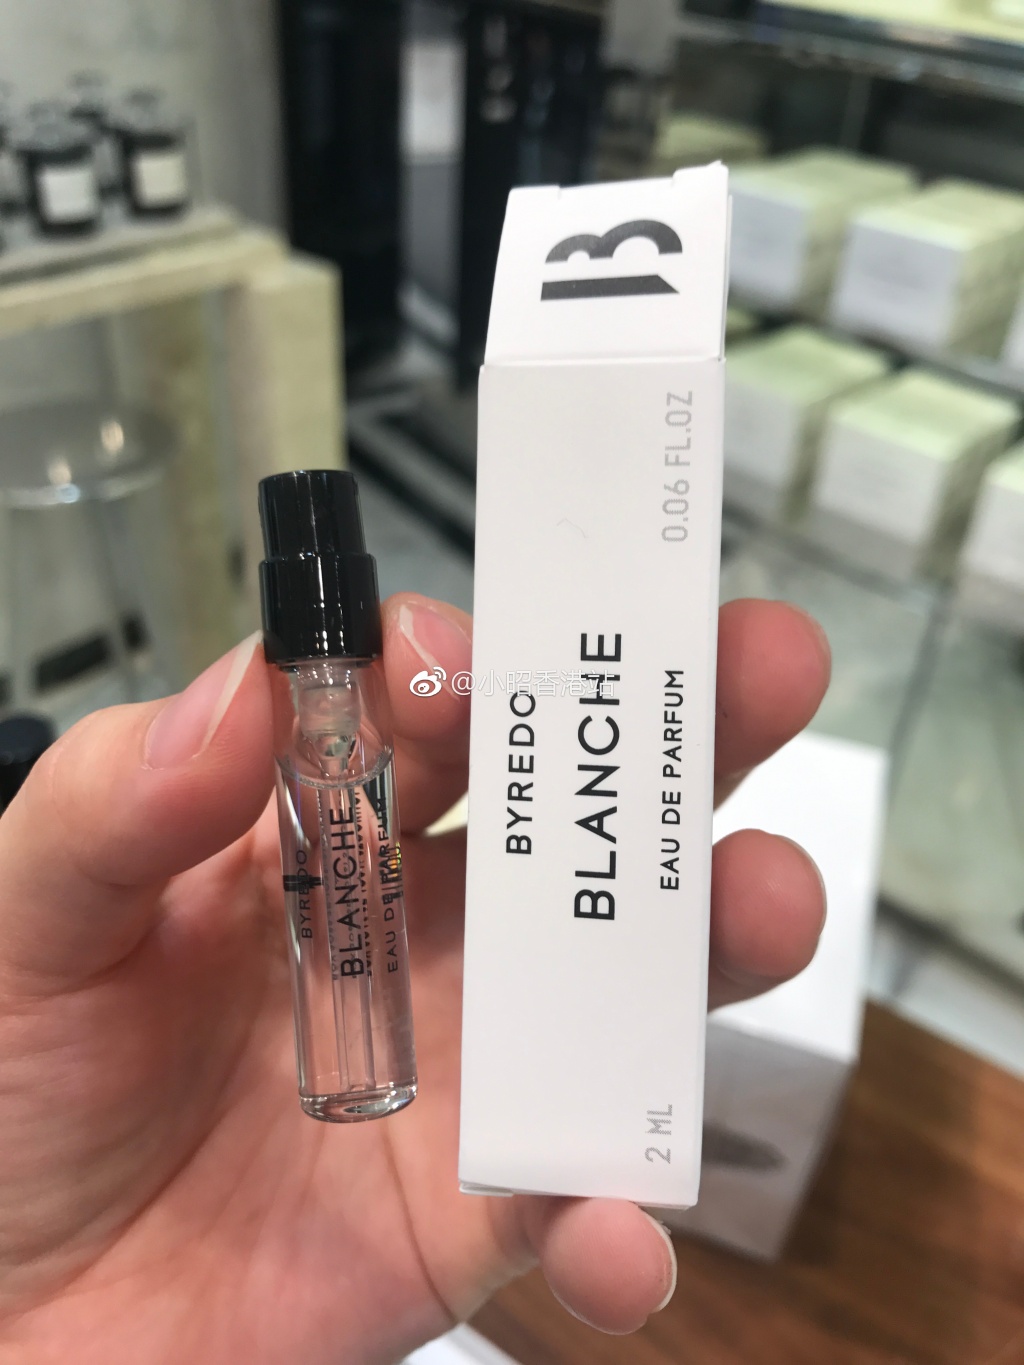 B
0.06 FL.OZ
BYREDO
BLANCHE
EAU DE PARFUM
2 ML
@小昭香港站
BYREDO
BLANCHE
EAU DE PARFUM